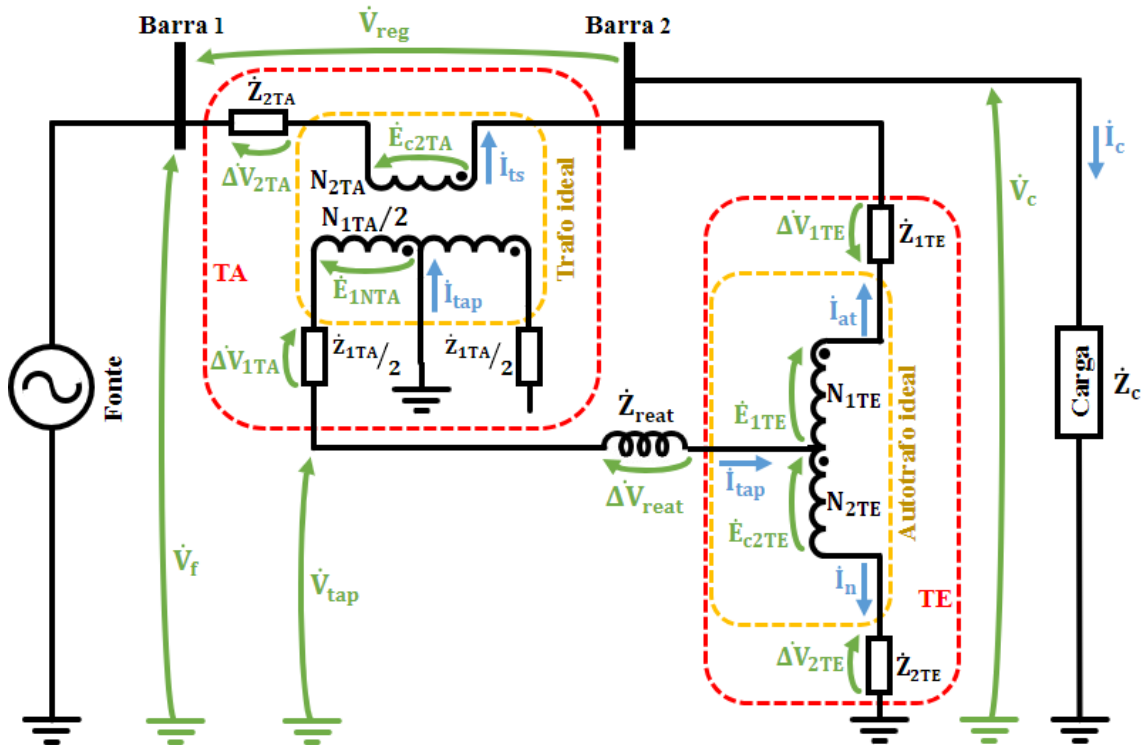 Barra 1
V̇reg
Barra 2
Ż2TA
Ėc2TA
İts
İc
ΔV̇2TA
N2TA
Trafo ideal
V̇c
N1TA/2
ΔV̇1TE
Ż1TE
TA
Ė1NTA
İtap
İat
ΔV̇1TA
Ż1TA/2
Ż1TA/2
Fonte
Żreat
Ė1TE
N1TE
Autotrafo ideal
Carga
Żc
İtap
ΔV̇reat
Ėc2TE
N2TE
V̇f
V̇tap
İn
TE
ΔV̇2TE
Ż2TE